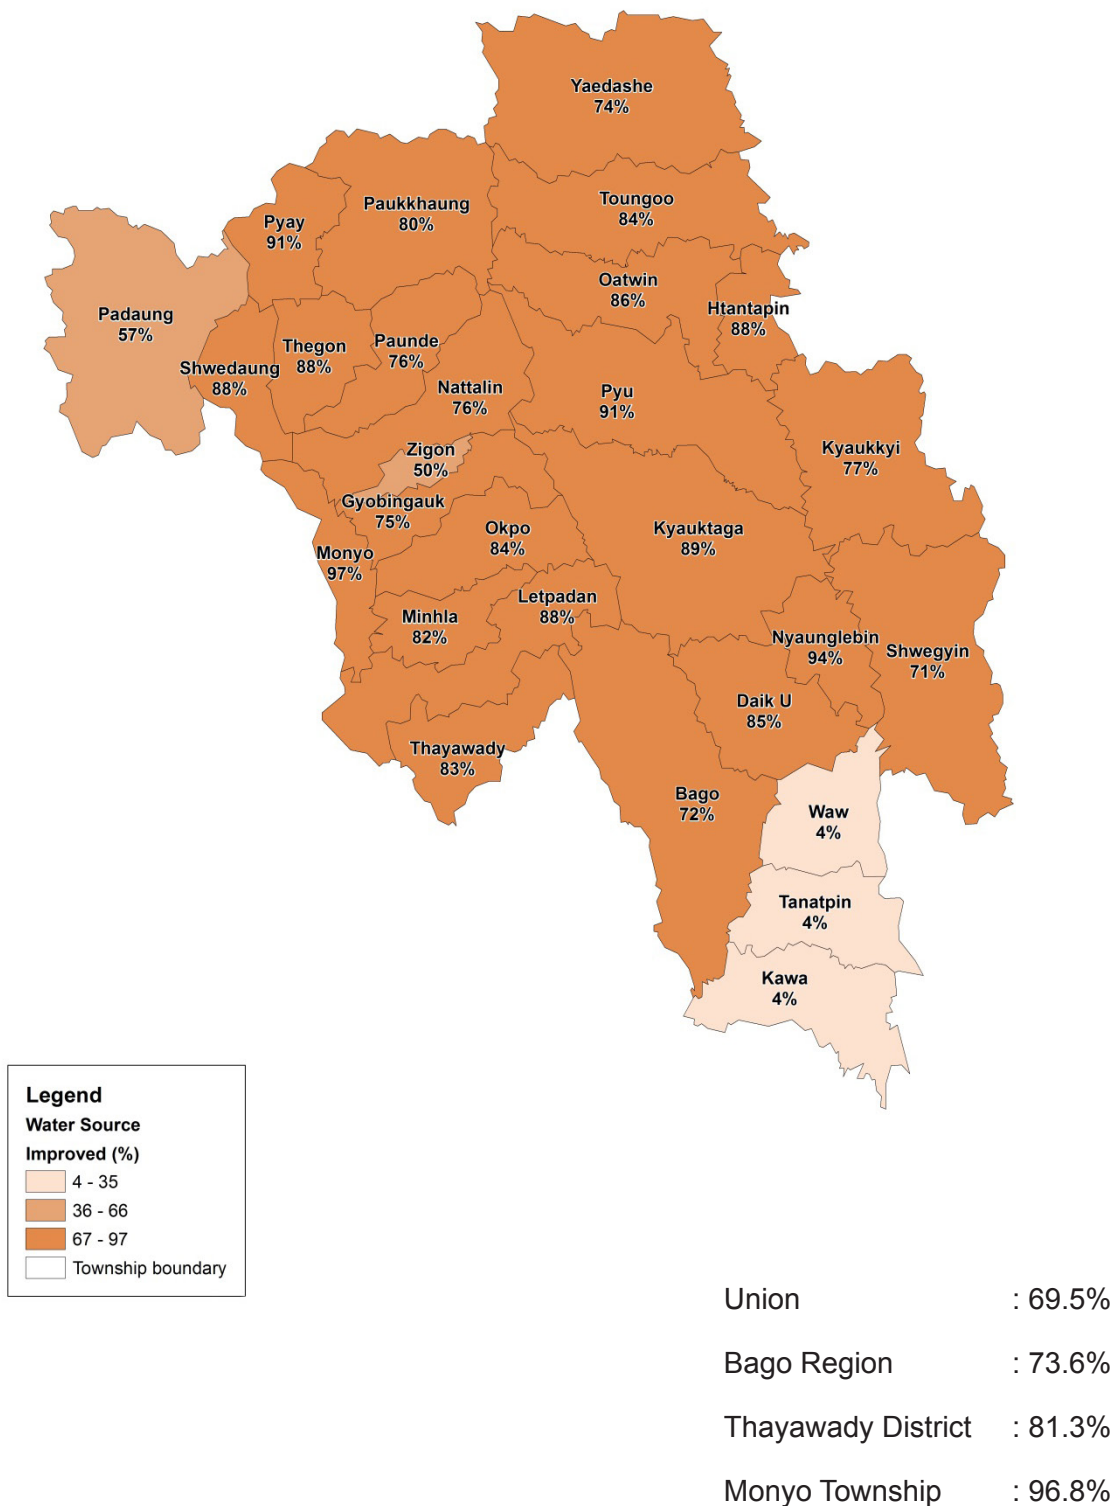 Yaedashe
74%
Paukkhaung
80%
Toungoo
84%
Pyay
91%
Oatwin
86%
Htantapin
88%
Padaung
57%
Shwedaung
88%
Thegon
88%
Paunde
76%
Nattalin
76%
Pyu
91%
Kyaukkyi
77%
Zigon
50%
Gyobingauk
75%
Okpo
84%
Kyauktaga
89%
Monyo
97%
Letpadan
88%
Minhla
82%
Nyaunglebin
94%
Shwegyin
71%
Daik U
85%
Thayawady
83%
Bago
72%
Waw
4%
Tanatpin
4%
Kawa
4%
Legend
Water Source
Improved (%)
4 - 35
36 - 66
67 - 97
Township boundary
Union : 69.5%
Bago Region : 73.6%
Thayawady District : 81.3%
Monyo Township : 96.8%